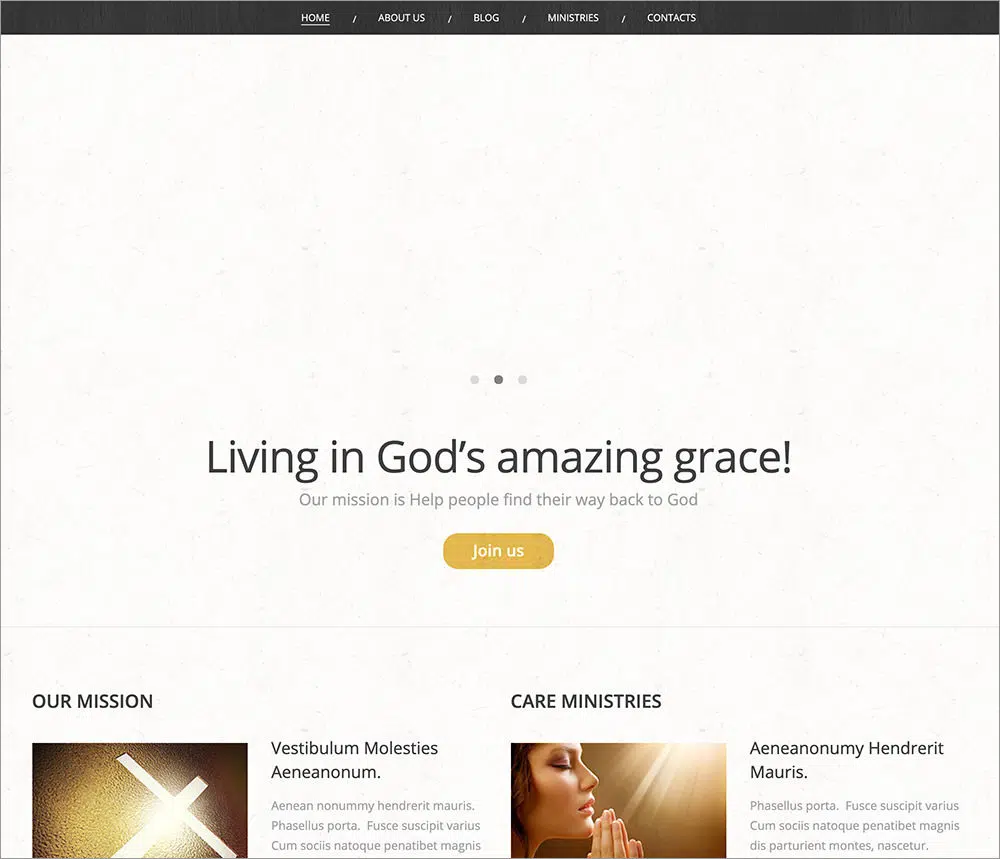 HOME / ABOUT US / BLOG / MINISTRIES / CONTACTS
Living in God’s amazing grace!
Our mission is Help people find their way back to God
Join us
OUR MISSION
Vestibulum Molesties
Aeneanonum.
Aenean nonummy hendrerit mauris.
Phasellus porta. Fusce suscipit varius
Cum sociis natoque penatibet magnis
CARE MINISTRIES
Aeneanonumy Hendrerit
Mauris.
Phasellus porta. Fusce suscipit varius
Cum sociis natoque penatibet magnis
dis parturient montes, nascetur.